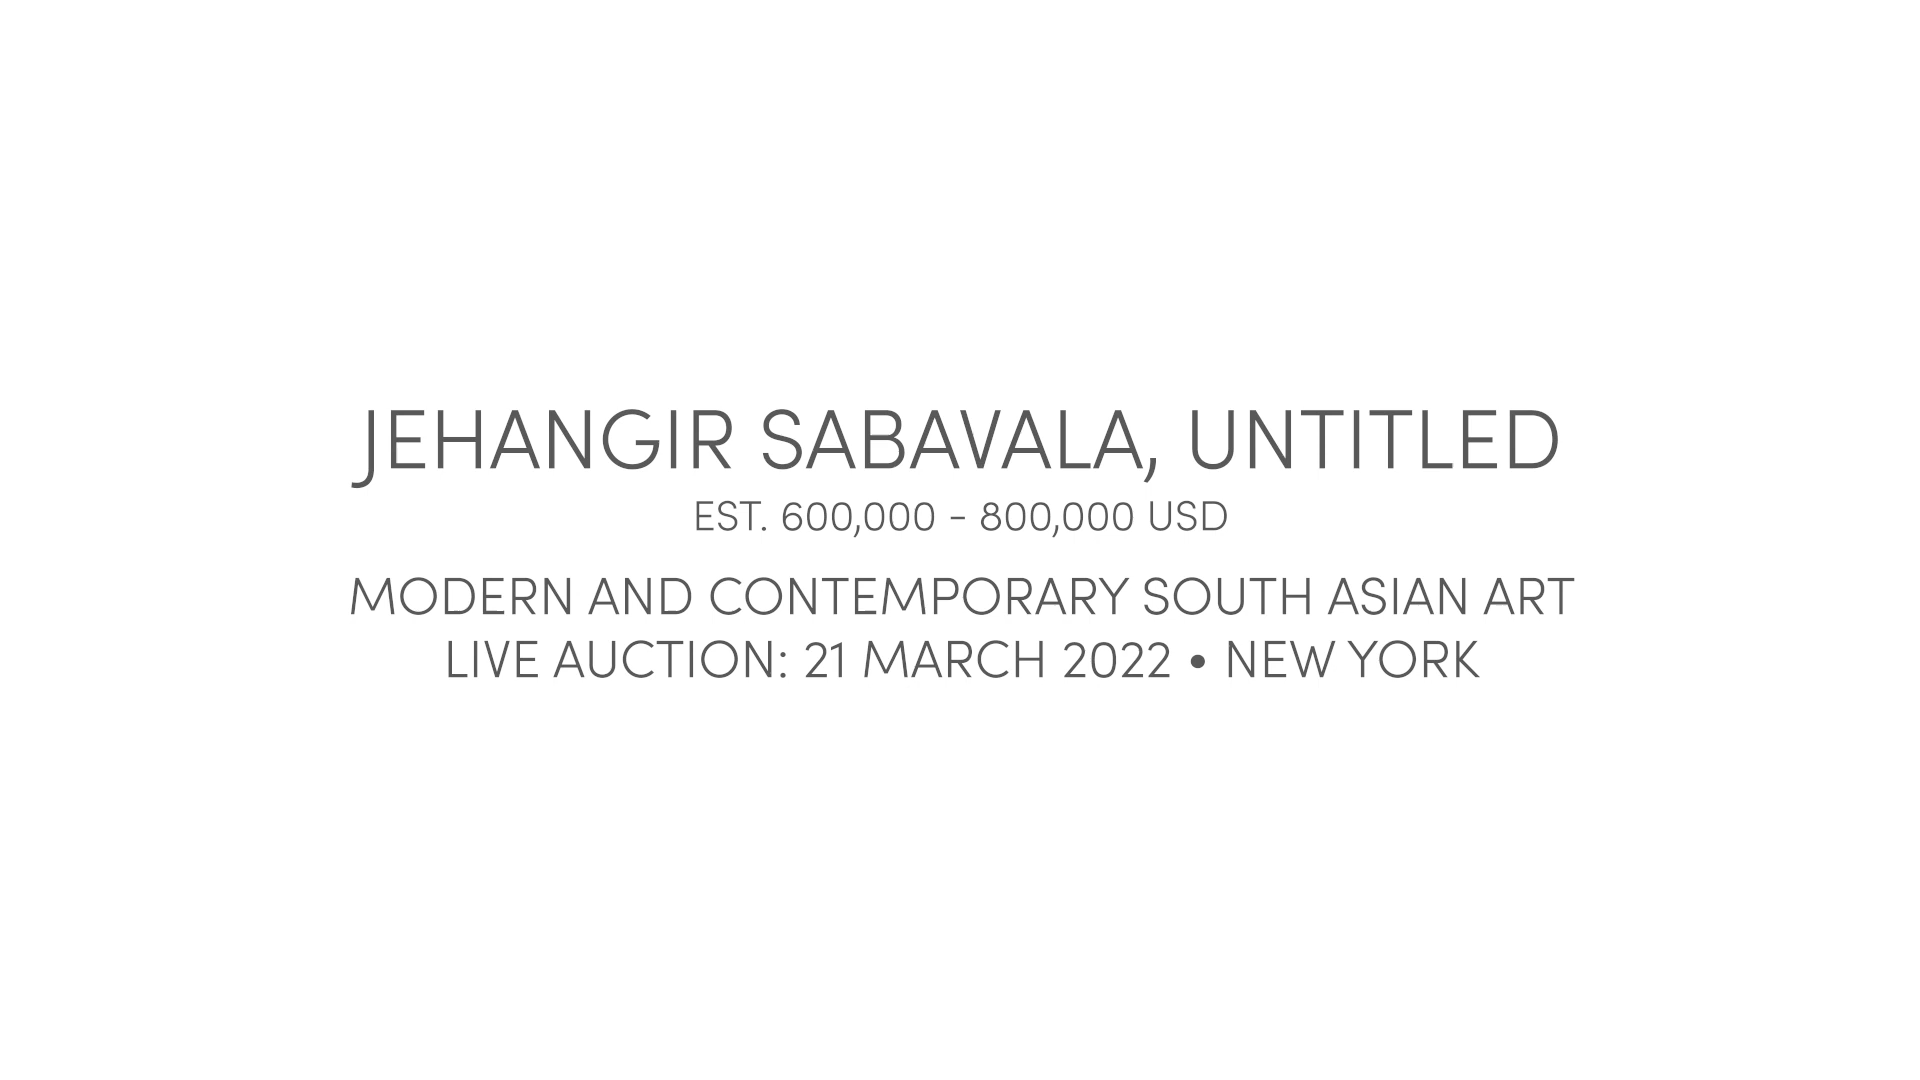 JEHANGIR SABAVALA, UNTITLED
EST. 600,000 - 800,000 USD
MODERN AND CONTEMPORARY SOUTH ASIAN ART
LIVE AUCTION: 21 MARCH 2022 • NEW YORK